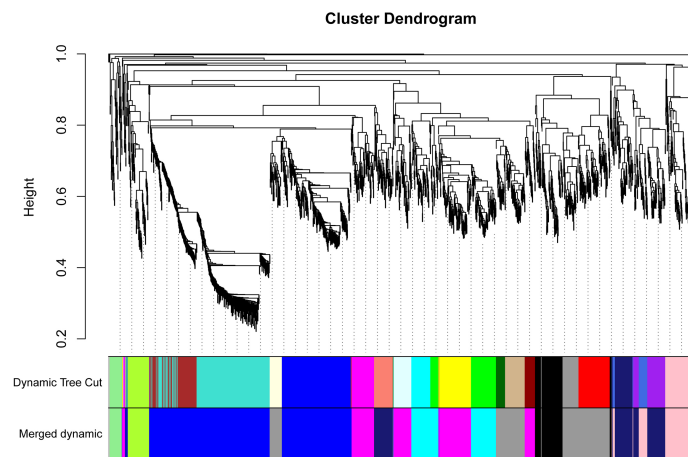 Cluster Dendrogram
1.0
0.8
0.6
0.4
0.2
Height
Dynamic Tree Cut
Merged dynamic